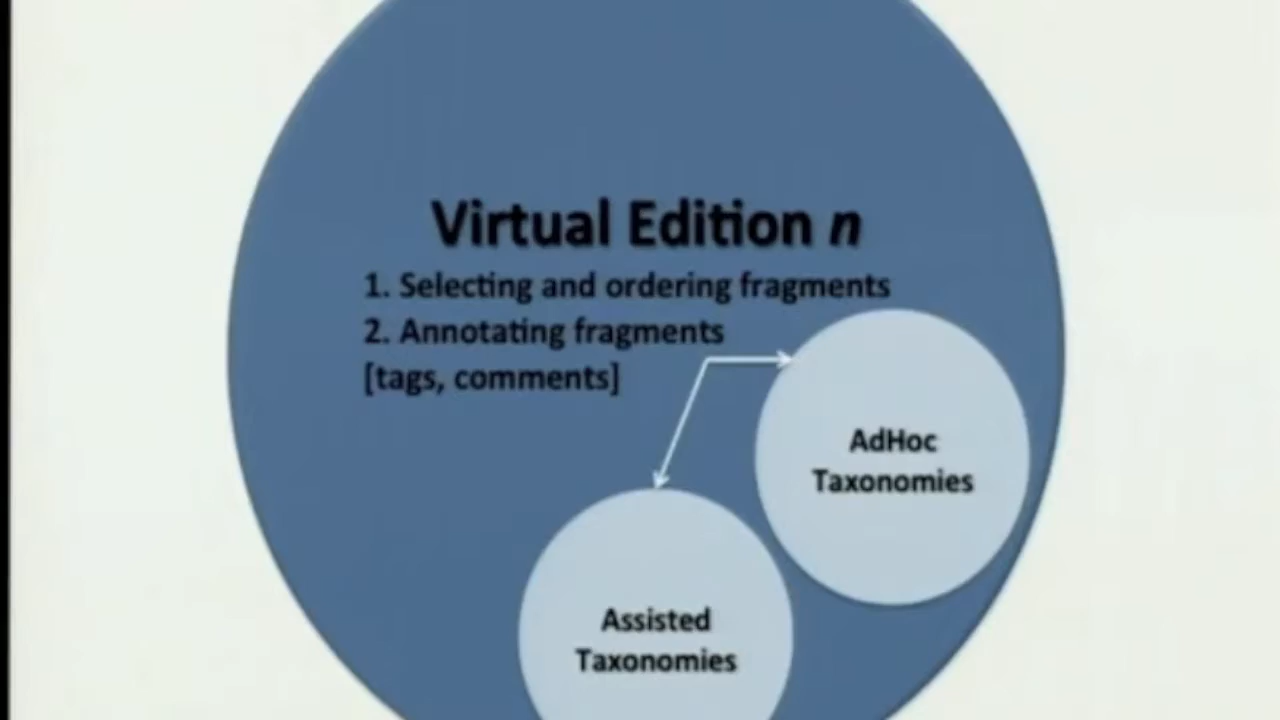 Virtual Edition n
1. Selecting and ordering fragments
2. Annotating fragments
[tags, comments]
AdHoc
Taxonomies
Assisted
Taxonomies